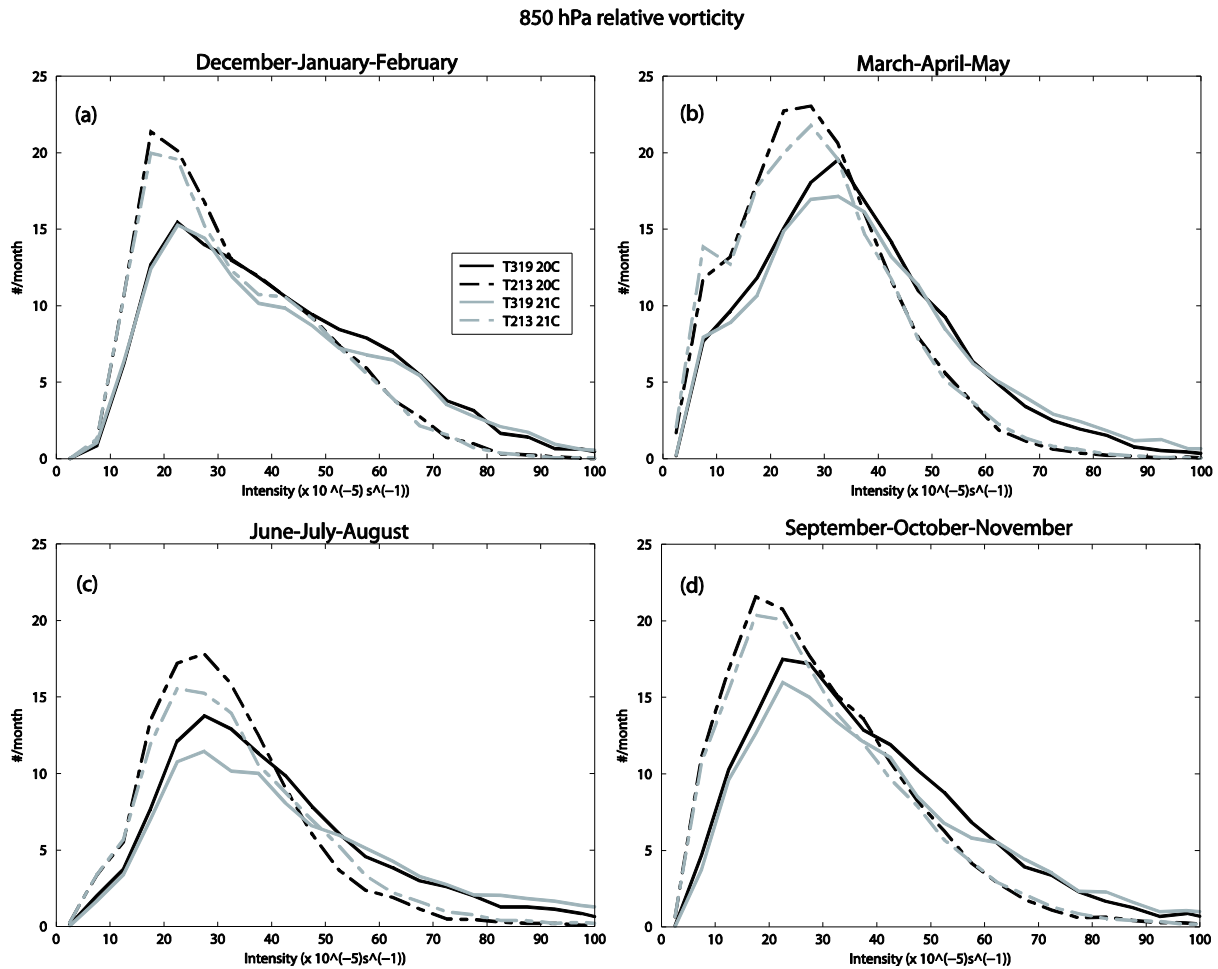 850 hPa relative vorticity
December-January-February
(a)
25
20
15
10
5
0
#/month
0 10 20 30 40 50 60 70 80 90 100
Intensity (x 10 ^(−5) s^(−1))
T319 20C
T213 20C
T319 21C
T213 21C
March-April-May
(b)
25
20
15
10
5
0
#/month
0 10 20 30 40 50 60 70 80 90 100
Intensity (x 10^(−5)s^(−1))
June-July-August
(c)
25
20
15
10
5
0
#/month
0 10 20 30 40 50 60 70 80 90 100
Intensity (x 10^(−5)s^(−1))
September-October-November
(d)
25
20
15
10
5
0
#/month
0 10 20 30 40 50 60 70 80 90 100
Intensity (x 10^(−5)s^(−1))